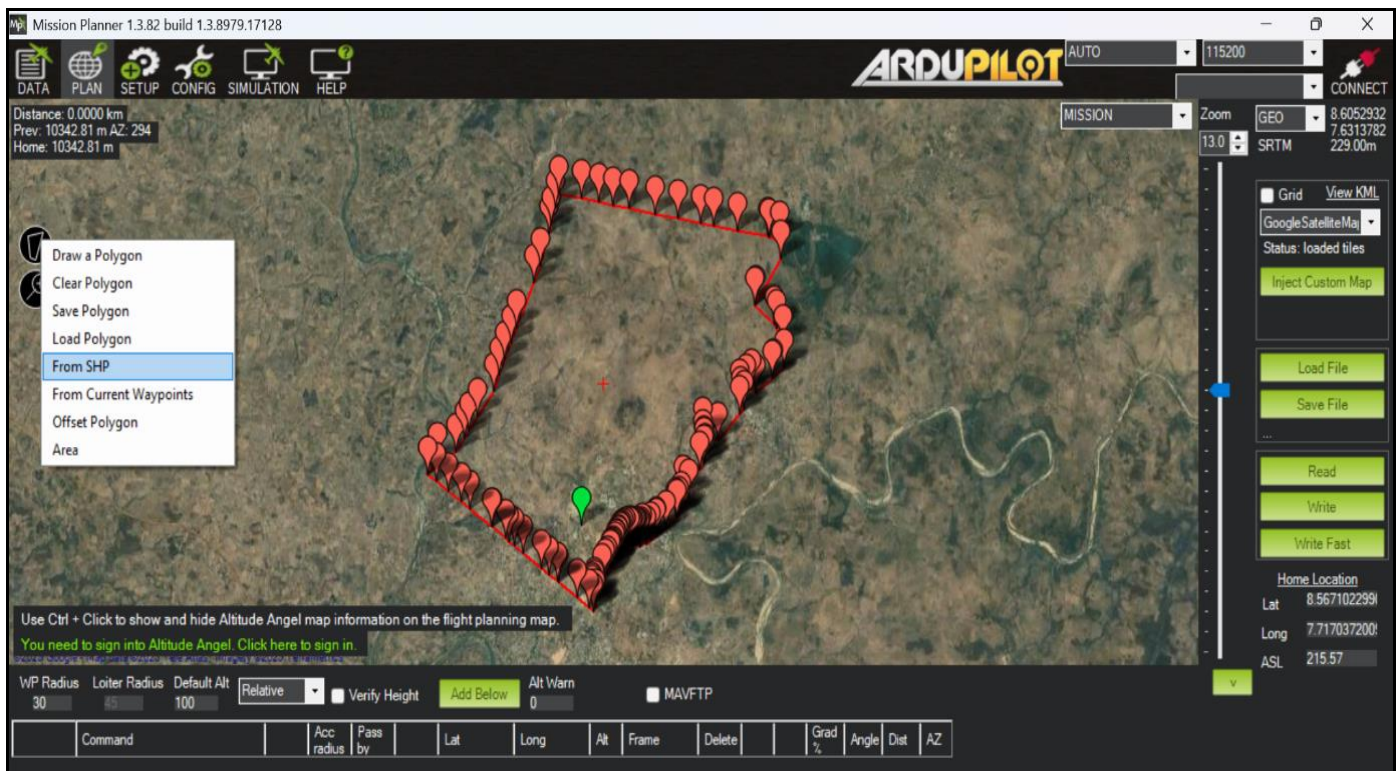 Mission Planner 1.3.82 build 1.3.8979.17128
DATA PLAN SETUP CONFIG SIMULATION HELP
ARDUPILOT
AUTO 115200
CONNECT
Distance: 0.0000 km
Prev: 10342.81 m AZ: 294
Home: 10342.81 m
MISSION
Zoom
13.0
GEO 8.6052932
7.6313782
SRTM 229.00m
Grid View KML
GoogleSatelliteMa
Status: loaded tiles
Inject Custom Map
Load File
Save File
...
Read
Write
Write Fast
Home Location
Lat 8.567102299
Long 7.717037200
ASL 215.57
Draw a Polygon
Clear Polygon
Save Polygon
Load Polygon
From SHP
From Current Waypoints
Offset Polygon
Area
Use Ctrl + Click to show and hide Altitude Angel map information on the flight planning map.
You need to sign into Altitude Angel. Click here to sign in.
WP Radius Loiter Radius Default Alt
30 45 100
Relative
Verify Height
Add Below
Alt Warn
0
MAVFTP
v
Command Acc radius Pass by Lat Long Alt Frame Delete Grad % Angle Dist AZ